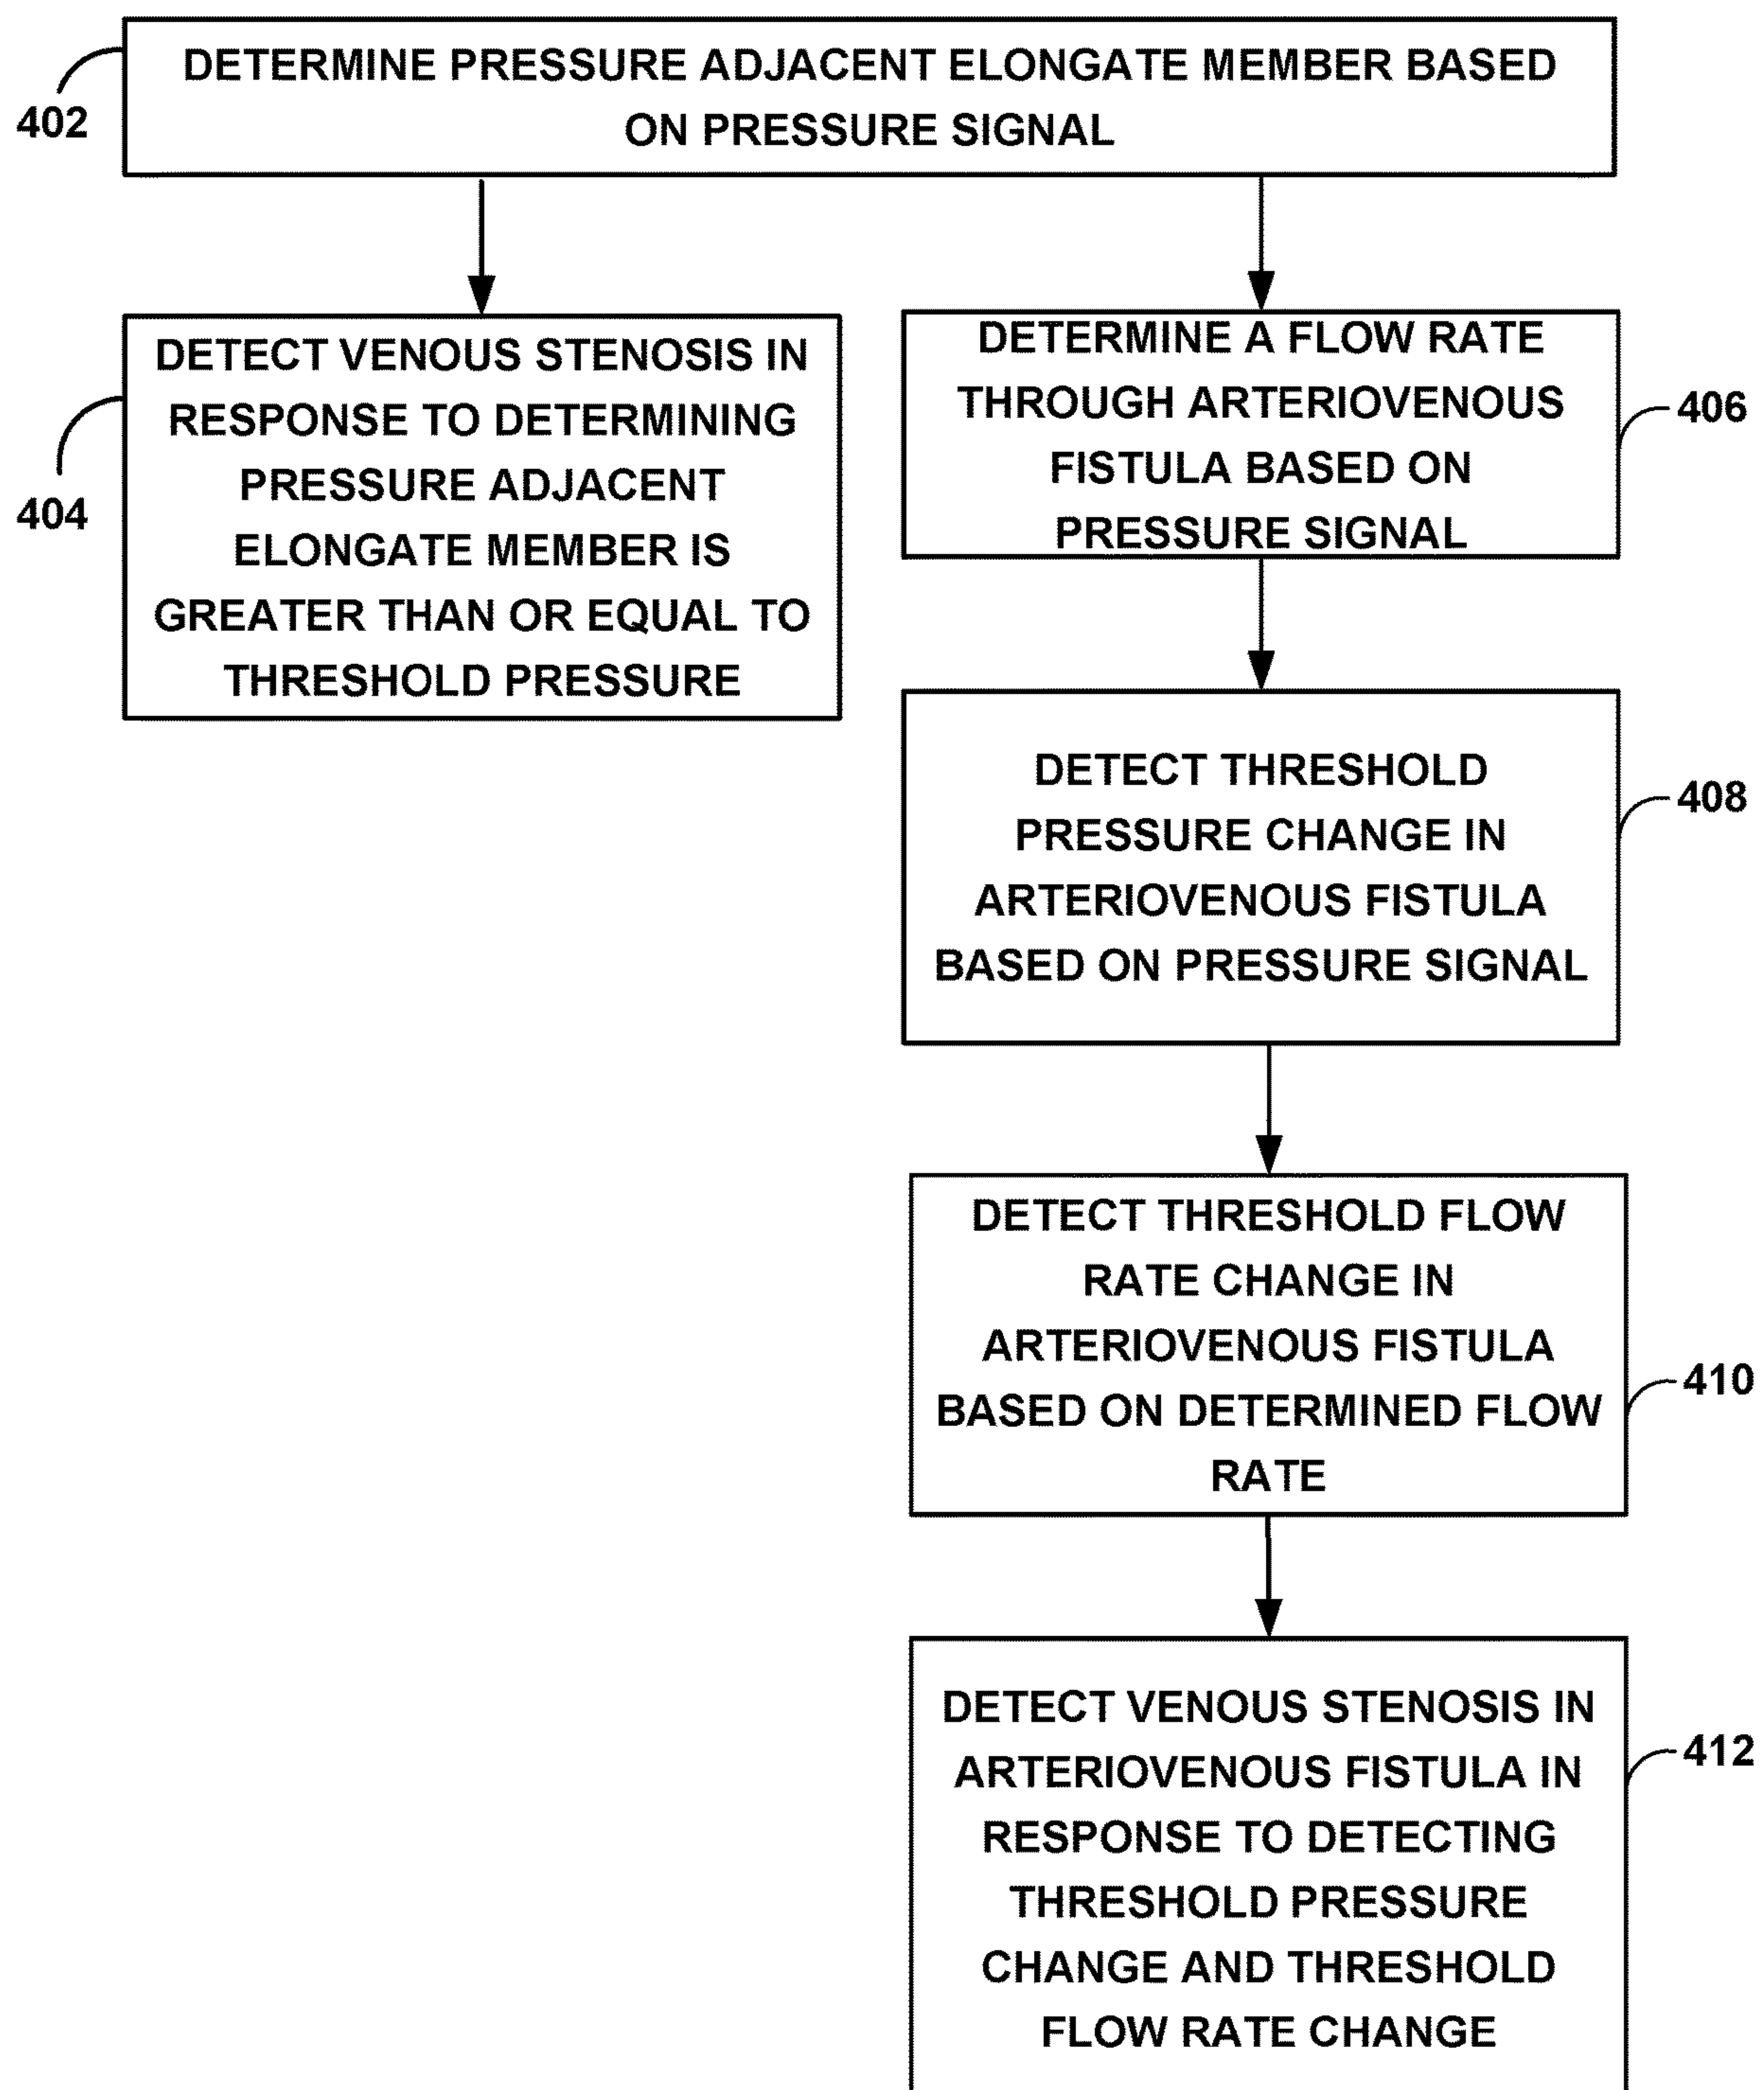 DETERMINE PRESSURE ADJACENT ELONGATE MEMBER BASED
ON PRESSURE SIGNAL
402
DETECT VENOUS STENOSIS IN
RESPONSE TO DETERMINING
PRESSURE ADJACENT
ELONGATE MEMBER IS
GREATER THAN OR EQUAL TO
THRESHOLD PRESSURE
404
DETERMINE A FLOW RATE
THROUGH ARTERIOVENOUS
FISTULA BASED ON
PRESSURE SIGNAL
406
DETECT THRESHOLD
PRESSURE CHANGE IN
ARTERIOVENOUS FISTULA
BASED ON PRESSURE SIGNAL
408
DETECT THRESHOLD FLOW
RATE CHANGE IN
ARTERIOVENOUS FISTULA
BASED ON DETERMINED FLOW
RATE
410
DETECT VENOUS STENOSIS IN
ARTERIOVENOUS FISTULA IN
RESPONSE TO DETECTING
THRESHOLD PRESSURE
CHANGE AND THRESHOLD
FLOW RATE CHANGE
412